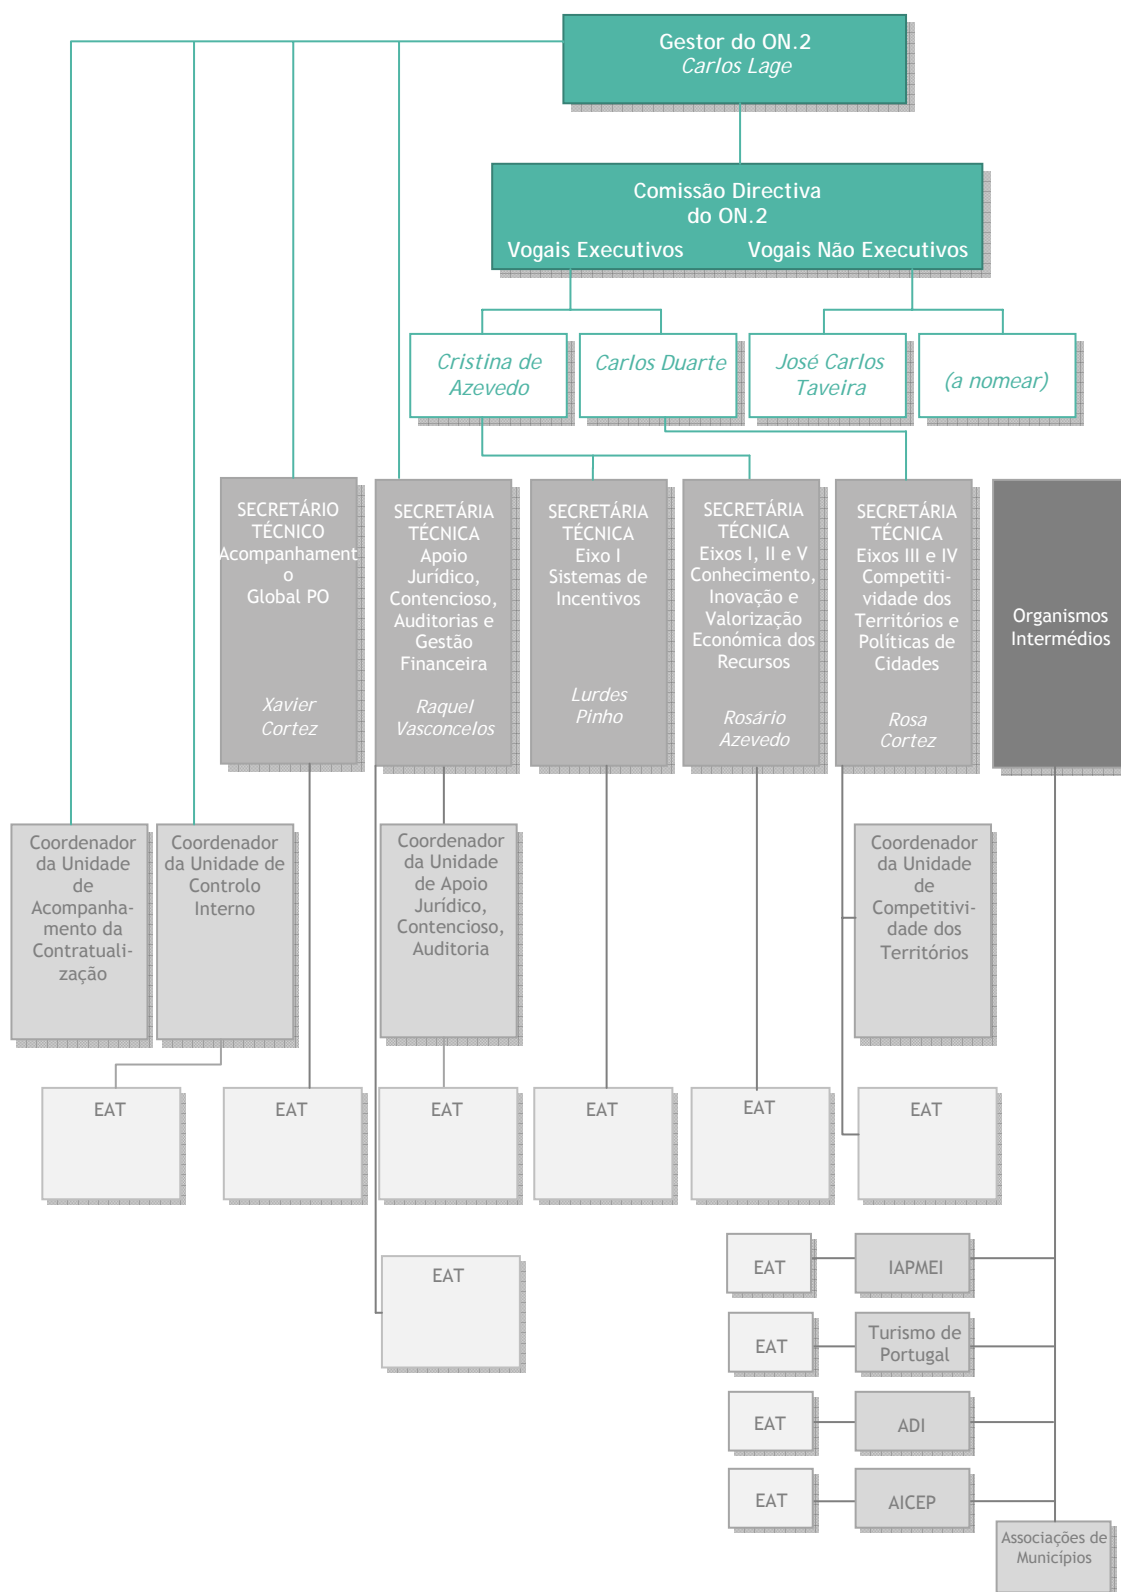 Gestor do ON.2
Carlos Lage
Comissão Directiva
do ON.2
Vogais Executivos
Vogais Não Executivos
Cristina de
Azevedo
Carlos Duarte
José Carlos
Taveira
(a nomear)
SECRETÁRIO
TÉCNICO
Acompanhament
o
Global PO
Xavier
Cortez
SECRETÁRIA
TÉCNICA
Apoio
Jurídico,
Contencioso,
Auditorias e
Gestão
Financeira
Raquel
Vasconcelos
SECRETÁRIA
TÉCNICA
Eixo I
Sistemas de
Incentivos
Lurdes
Pinho
SECRETÁRIA
TÉCNICA
Eixos I, II e V
Conhecimento,
Inovação e
Valorização
Económica dos
Recursos
Rosário
Azevedo
SECRETÁRIA
TÉCNICA
Eixos III e IV
Competiti-
vidade dos
Territórios e
Políticas de
Cidades
Rosa
Cortez
Organismos
Intermédios
Coordenador
da Unidade
de
Acompanha-
mento da
Contratuali-
zação
Coordenador
da Unidade de
Controlo
Interno
Coordenador
da Unidade
de Apoio
Jurídico,
Contencioso,
Auditoria
Coordenador
da Unidade
de
Competitivi-
dade dos
Territórios
EAT
EAT
EAT
EAT
EAT
EAT
EAT
EAT
IAPMEI
EAT
Turismo de
Portugal
EAT
ADI
EAT
AICEP
Associações de
Municípios